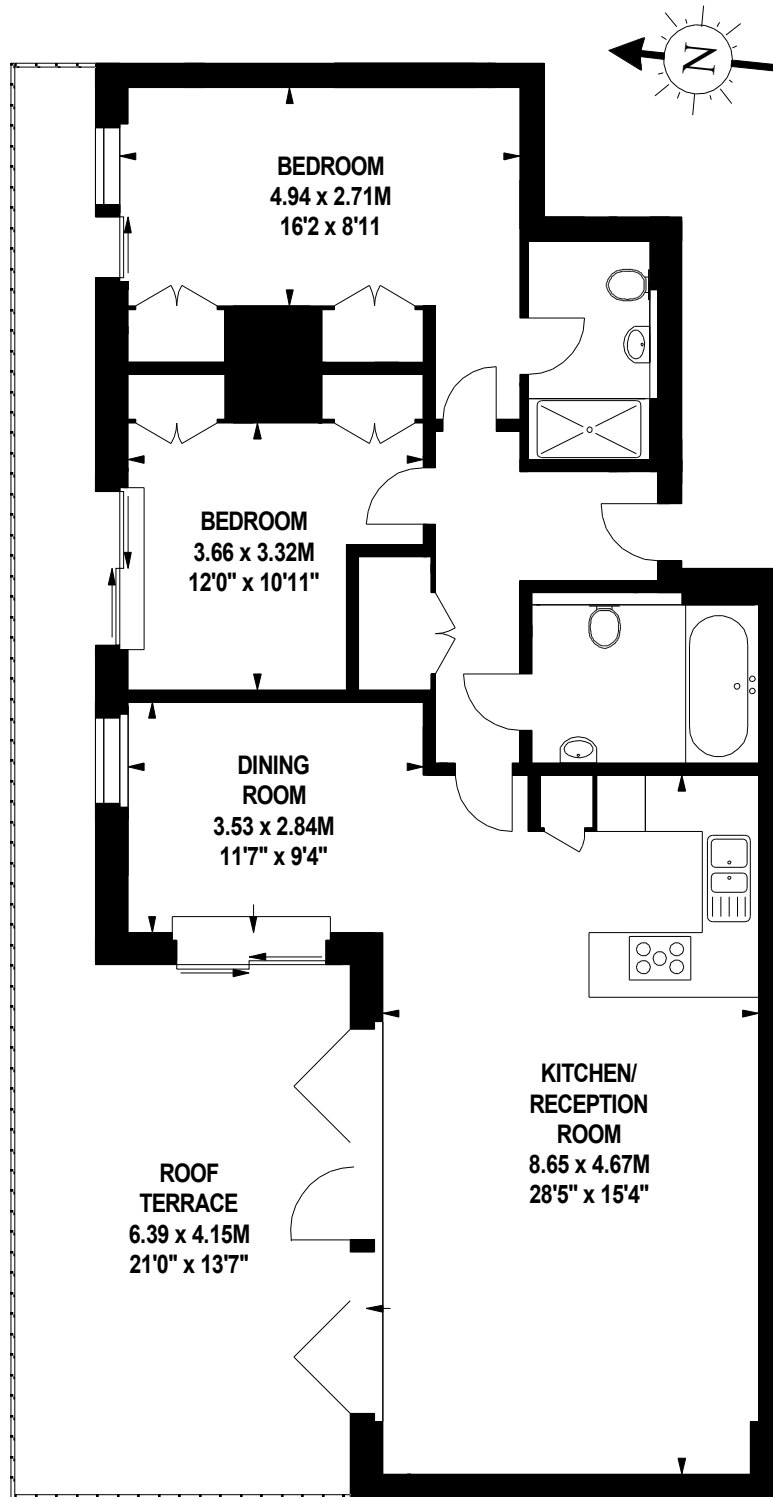 N
BEDROOM
4.94 x 2.71M
16'2 x 8'11
BEDROOM
3.66 x 3.32M
12'0" x 10'11"
DINING
ROOM
3.53 x 2.84M
11'7" x 9'4"
KITCHEN/
RECEPTION
ROOM
8.65 x 4.67M
28'5" x 15'4"
ROOF
TERRACE
6.39 x 4.15M
21'0" x 13'7"